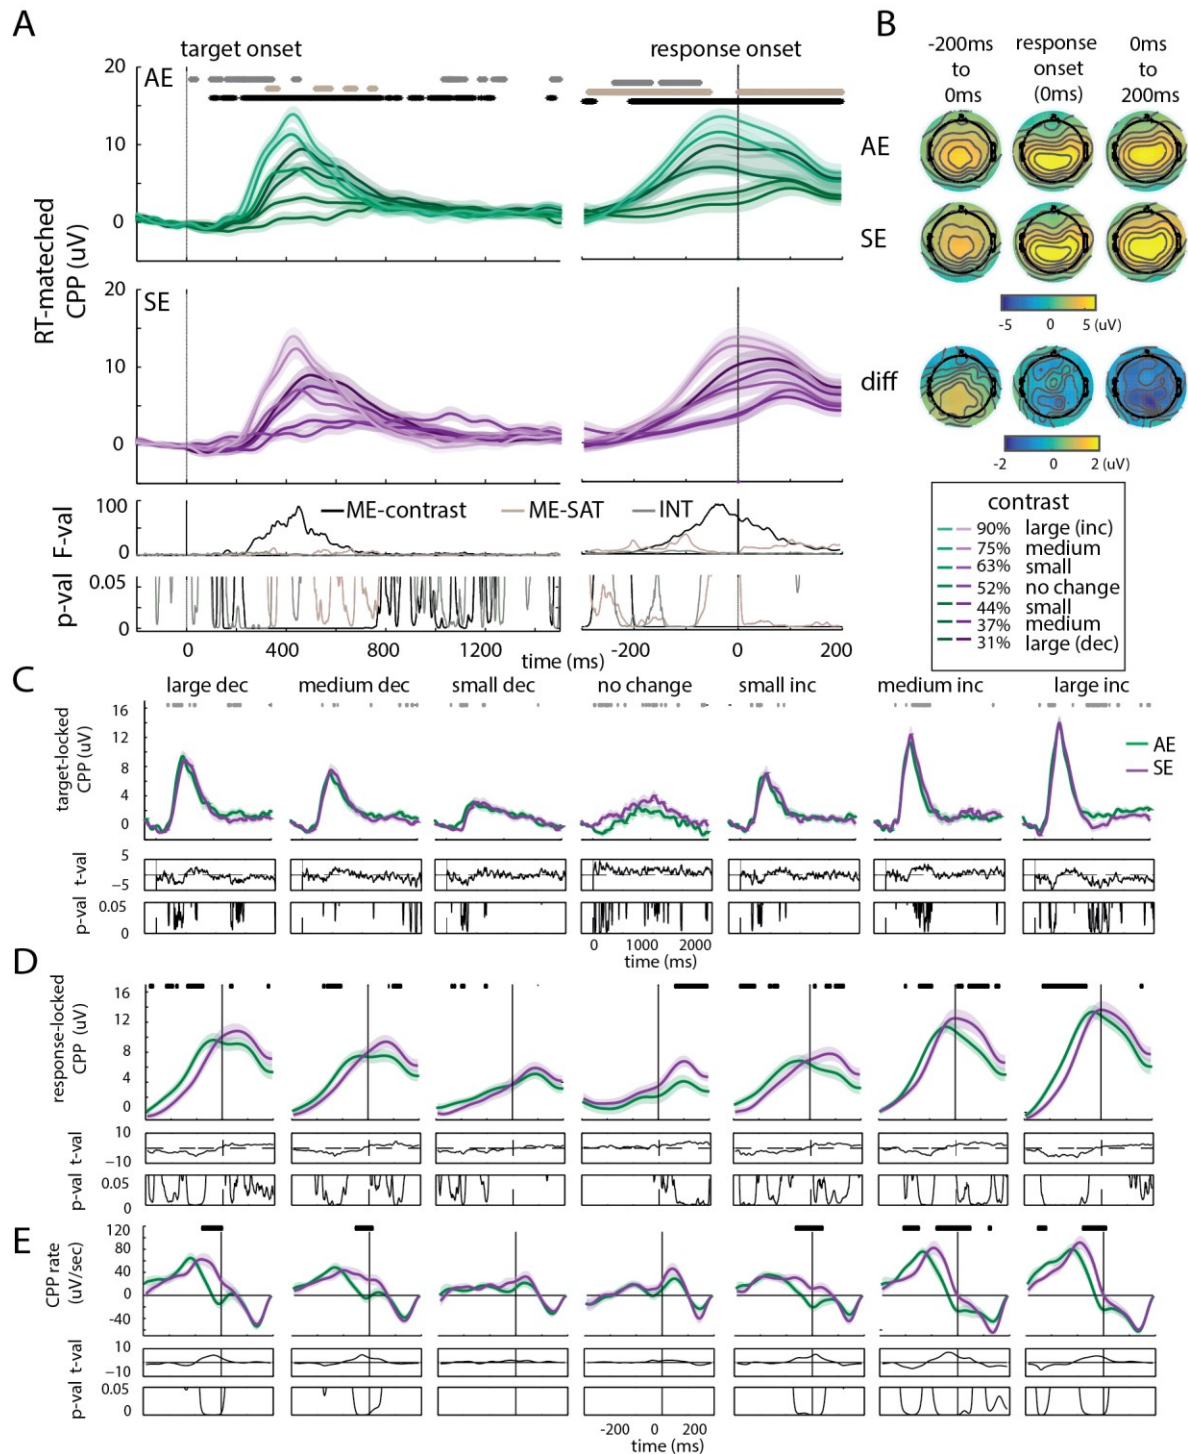 A
target onset
response onset
AE
20
10
0
RT-mateched
CPP (uV)
SE
20
10
0
F-val
100
0
ME-contrast ME-SAT INT
p-val
0.05
0
0 400 800 1200
-200 0 200
time (ms)
B
-200ms
to
0ms
response
onset
(0ms)
0ms
to
200ms
AE
SE
-5 0 5 (uV)
diff
-2 0 2 (uV)
contrast
90% large (inc)
75% medium
63% small
52% no change
44% small
37% medium
31% large (dec)
C
large dec medium dec small dec no change small inc medium inc large inc
target-locked
CPP (uV)
16
12
8
4
0
AE
SE
t-val
5
-5
p-val
0.05
0
0 1000 2000
time (ms)
D
response-locked
CPP (uV)
16
12
8
4
0
t-val
10
-10
p-val
0.05
0
E
CPP rate
(uV/sec)
120
80
40
0
-40
t-val
10
-10
p-val
0.05
0
-200 0 200
time (ms)